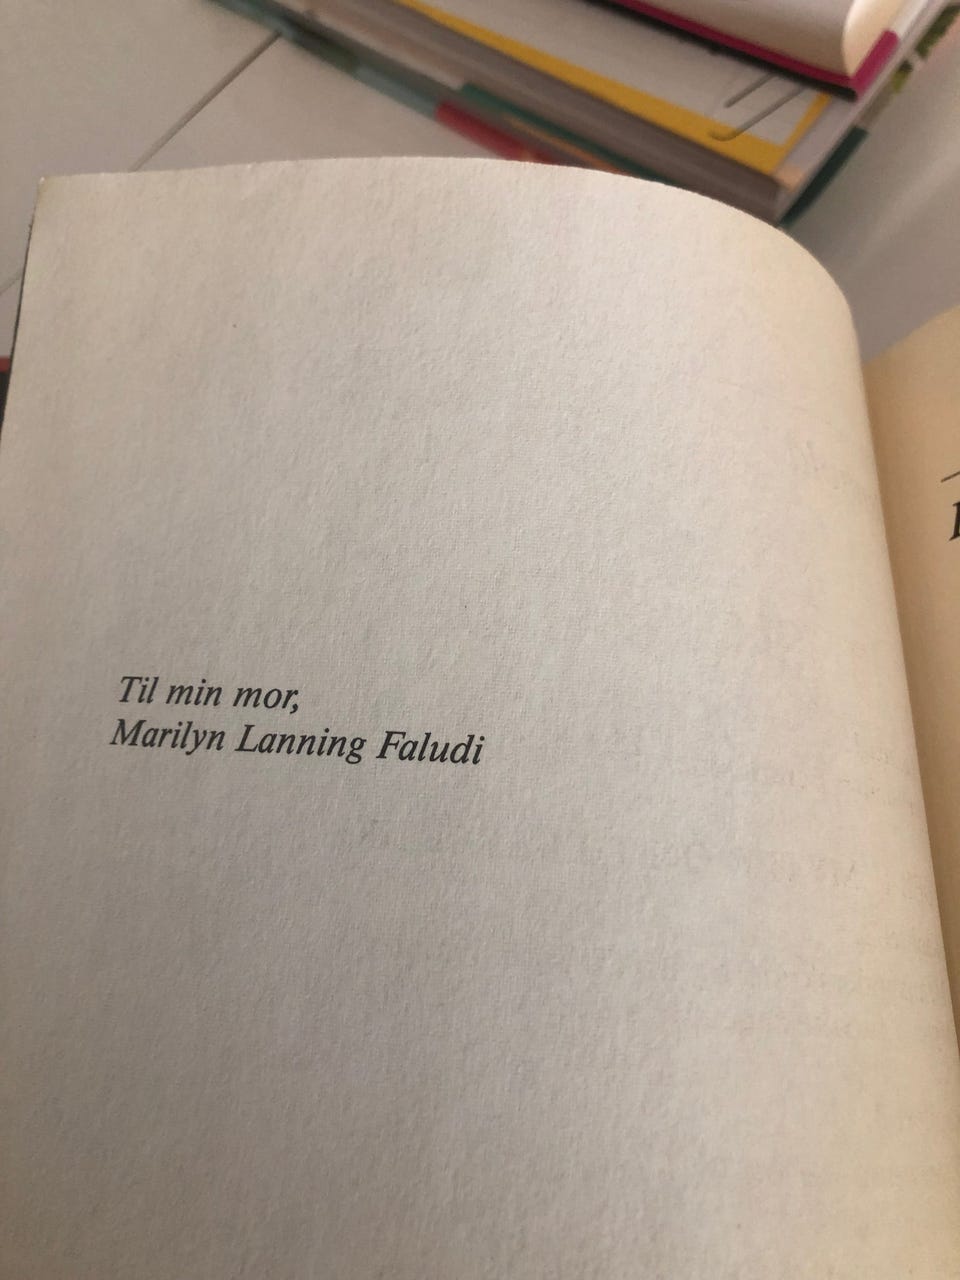 Til min mor,
Marilyn Lanning Faludi